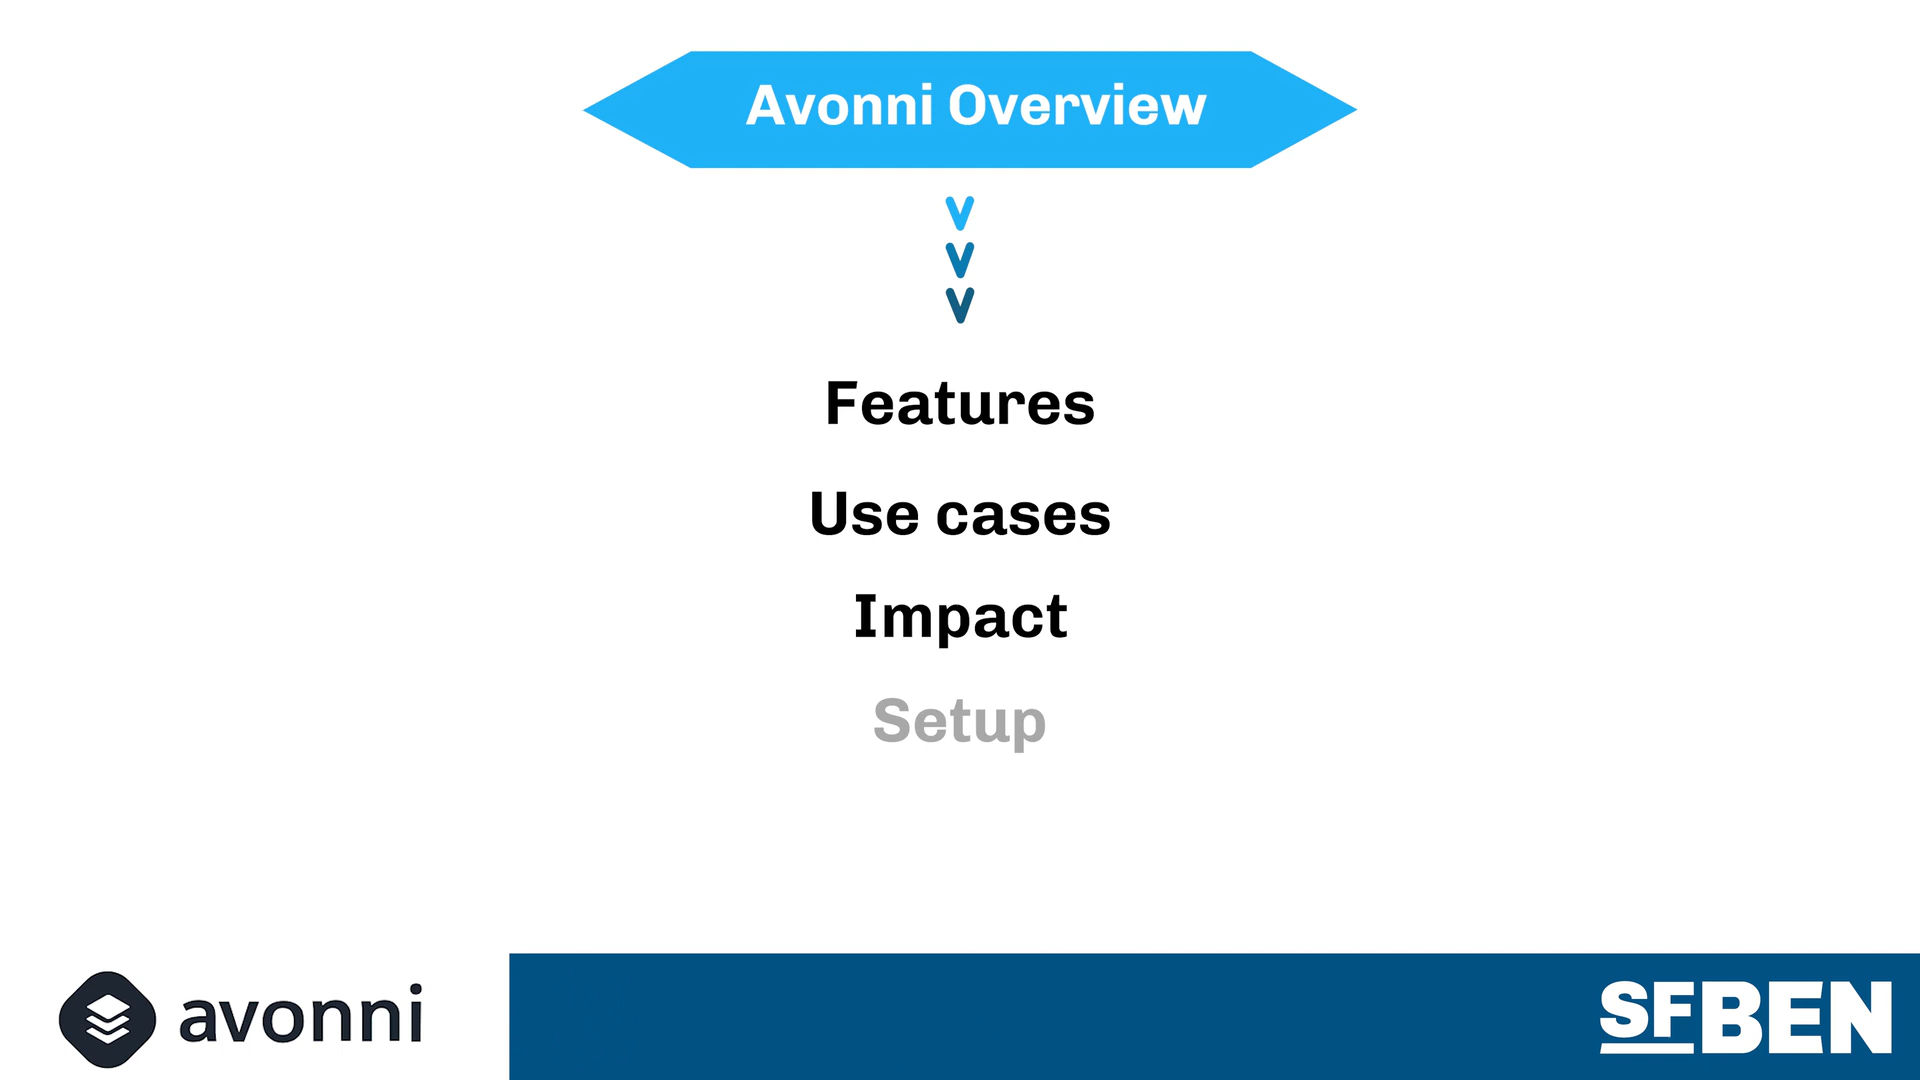 Avonni Overview
Features
Use cases
Impact
Setup
avonni
SFBEN